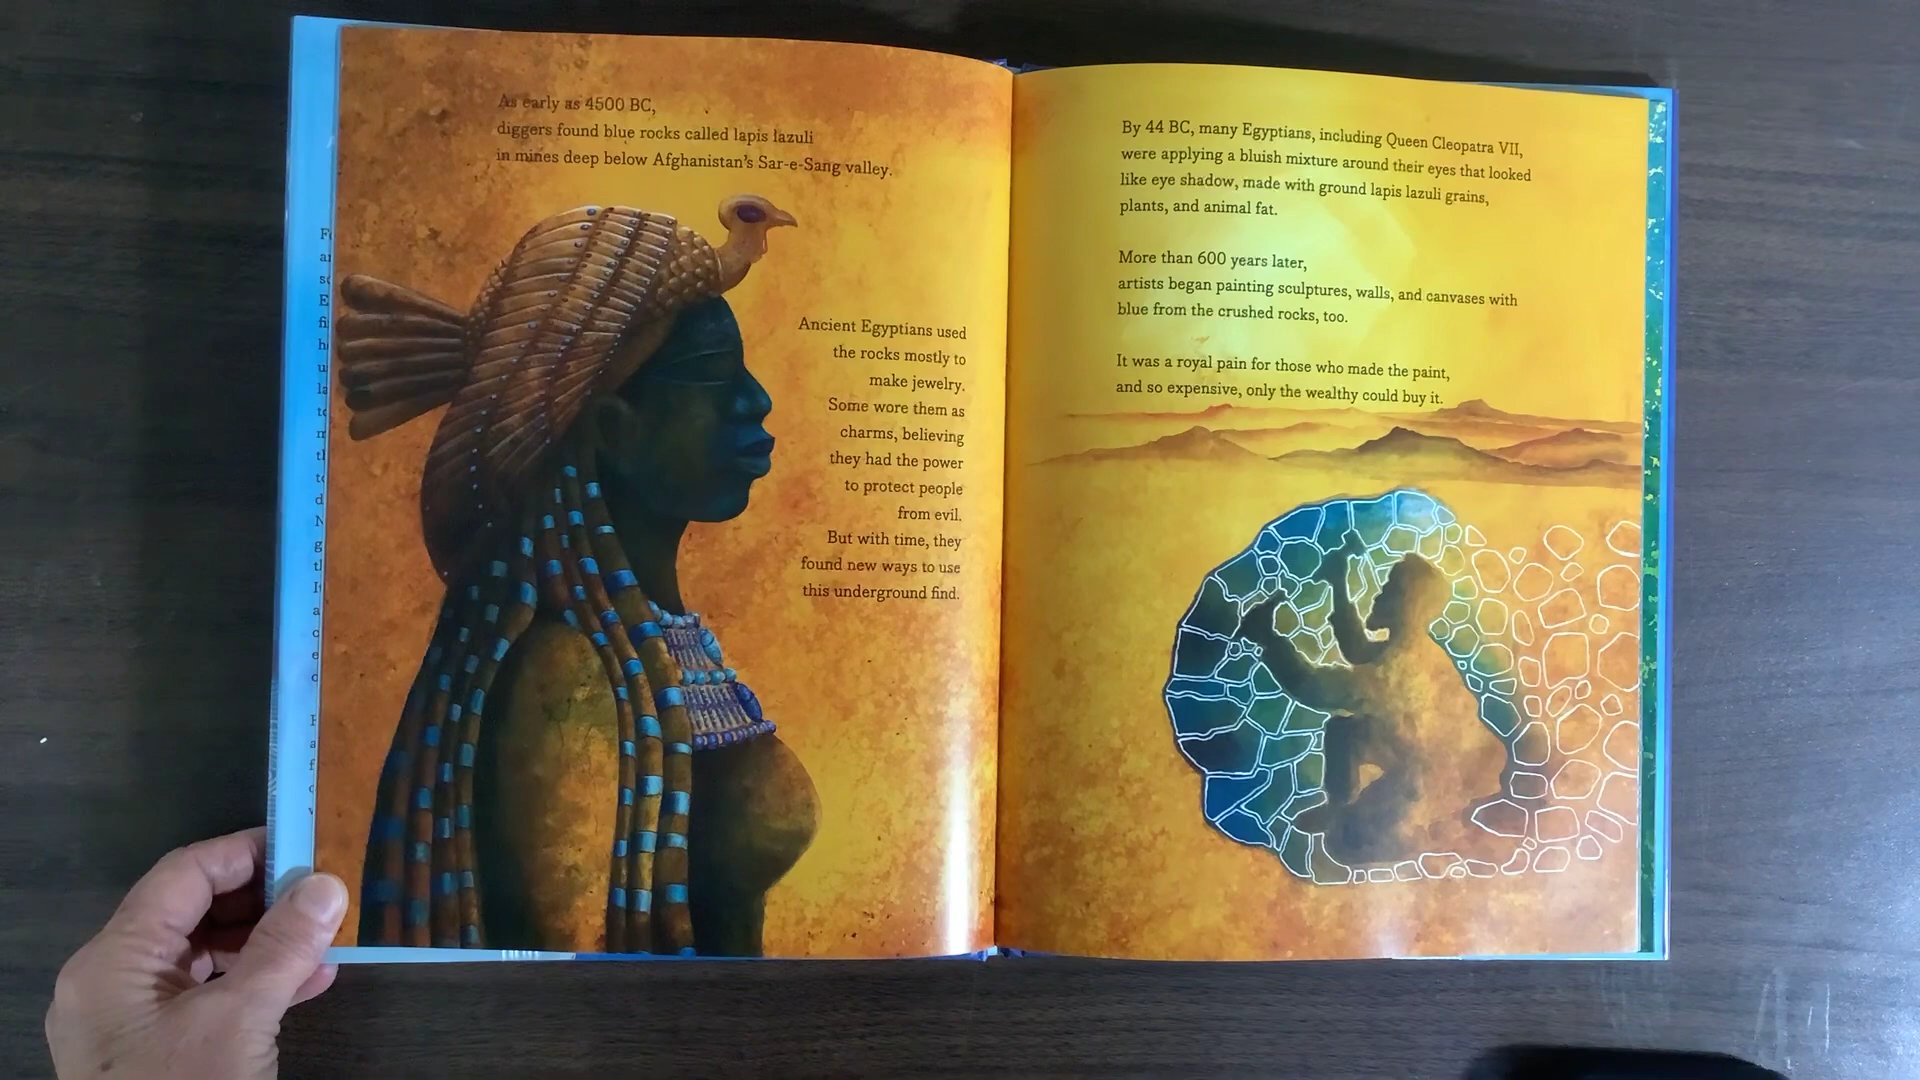 As early as 4500 BC,
diggers found blue rocks called lapis lazuli
in mines deep below Afghanistan's Sar-e-Sang valley.
Ancient Egyptians used
the rocks mostly to
make jewelry.
Some wore them as
charms, believing
they had the power
to protect people
from evil.
But with time, they
found new ways to use
this underground find.
By 44 BC, many Egyptians, including Queen Cleopatra VII,
were applying a bluish mixture around their eyes that looked
like eye shadow, made with ground lapis lazuli grains,
plants, and animal fat.
More than 600 years later,
artists began painting sculptures, walls, and canvases with
blue from the crushed rocks, too.
It was a royal pain for those who made the paint,
and so expensive, only the wealthy could buy it.